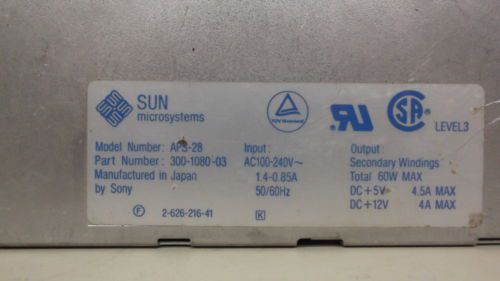 SUN
microsystems
TÜV Rheinland
LEVEL3
Model Number: APS-28
Part Number: 300-1080-03
Manufactured in Japan
by Sony
Ⓕ 2-626-216-41
Input:
AC100-240V~
1.4-0.85A
50/60Hz
K
Output:
Secondary Windings
Total 60W MAX
DC+5V 4.5A MAX
DC+12V 4A MAX